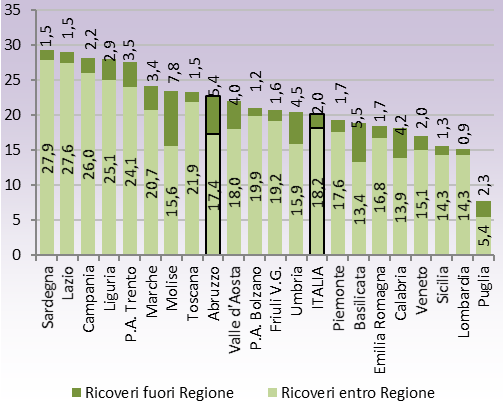 35
30
25
20
15
10
5
0
1,5
1,5
2,2
2,9
3,5
3,4
7,8
1,5
5,4
4,0
1,2
1,6
4,5
2,0
1,7
5,5
1,7
4,2
2,0
1,3
0,9
2,3
27,9
27,6
26,0
25,1
24,1
20,7
15,6
21,9
17,4
18,0
19,9
19,2
15,9
18,2
17,6
13,4
16,8
13,9
15,1
14,3
14,3
5,4
Sardegna
Lazio
Campania
Liguria
P.A. Trento
Marche
Molise
Toscana
Abruzzo
Valle d'Aosta
P.A. Bolzano
Friuli V.G.
Umbria
ITALIA
Piemonte
Basilicata
Emilia Romagna
Calabria
Veneto
Sicilia
Lombardia
Puglia
Ricoveri fuori Regione
Ricoveri entro Regione